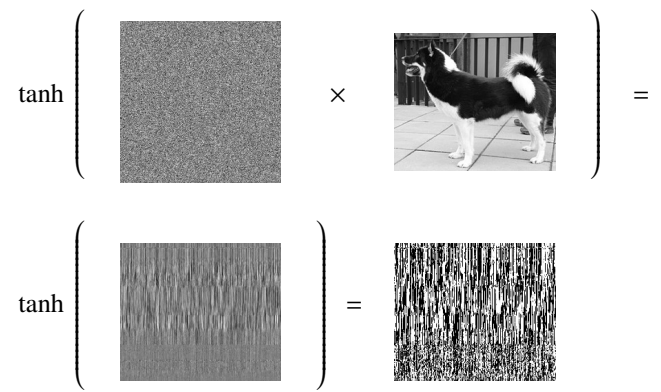 tanh ( × ) =
tanh ( ) =